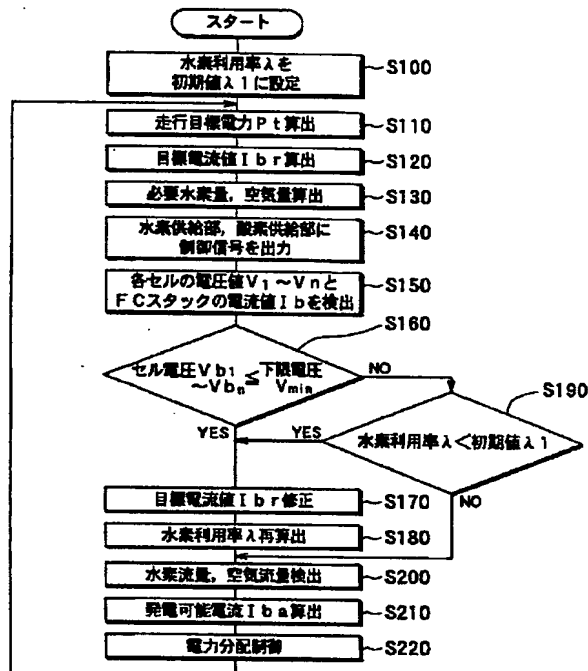 スタート
水素利用率λを
初期値λ1に設定
S100
走行目標電力Pt算出
S110
目標電流値Ibr算出
S120
必要水素量，空気量算出
S130
水素供給部，酸素供給部に
制御信号を出力
S140
各セルの電圧値V1～Vnと
FCスタックの電流値Ibを検出
S150
S160
セル電圧Vb1
～Vbn
≦
下限電圧
Vmin
NO
YES
S190
水素利用率λ＜初期値λ1
YES
NO
目標電流値Ibr修正
S170
水素利用率λ再算出
S180
水素流量，空気流量検出
S200
発電可能電流Iba算出
S210
電力分配制御
S220